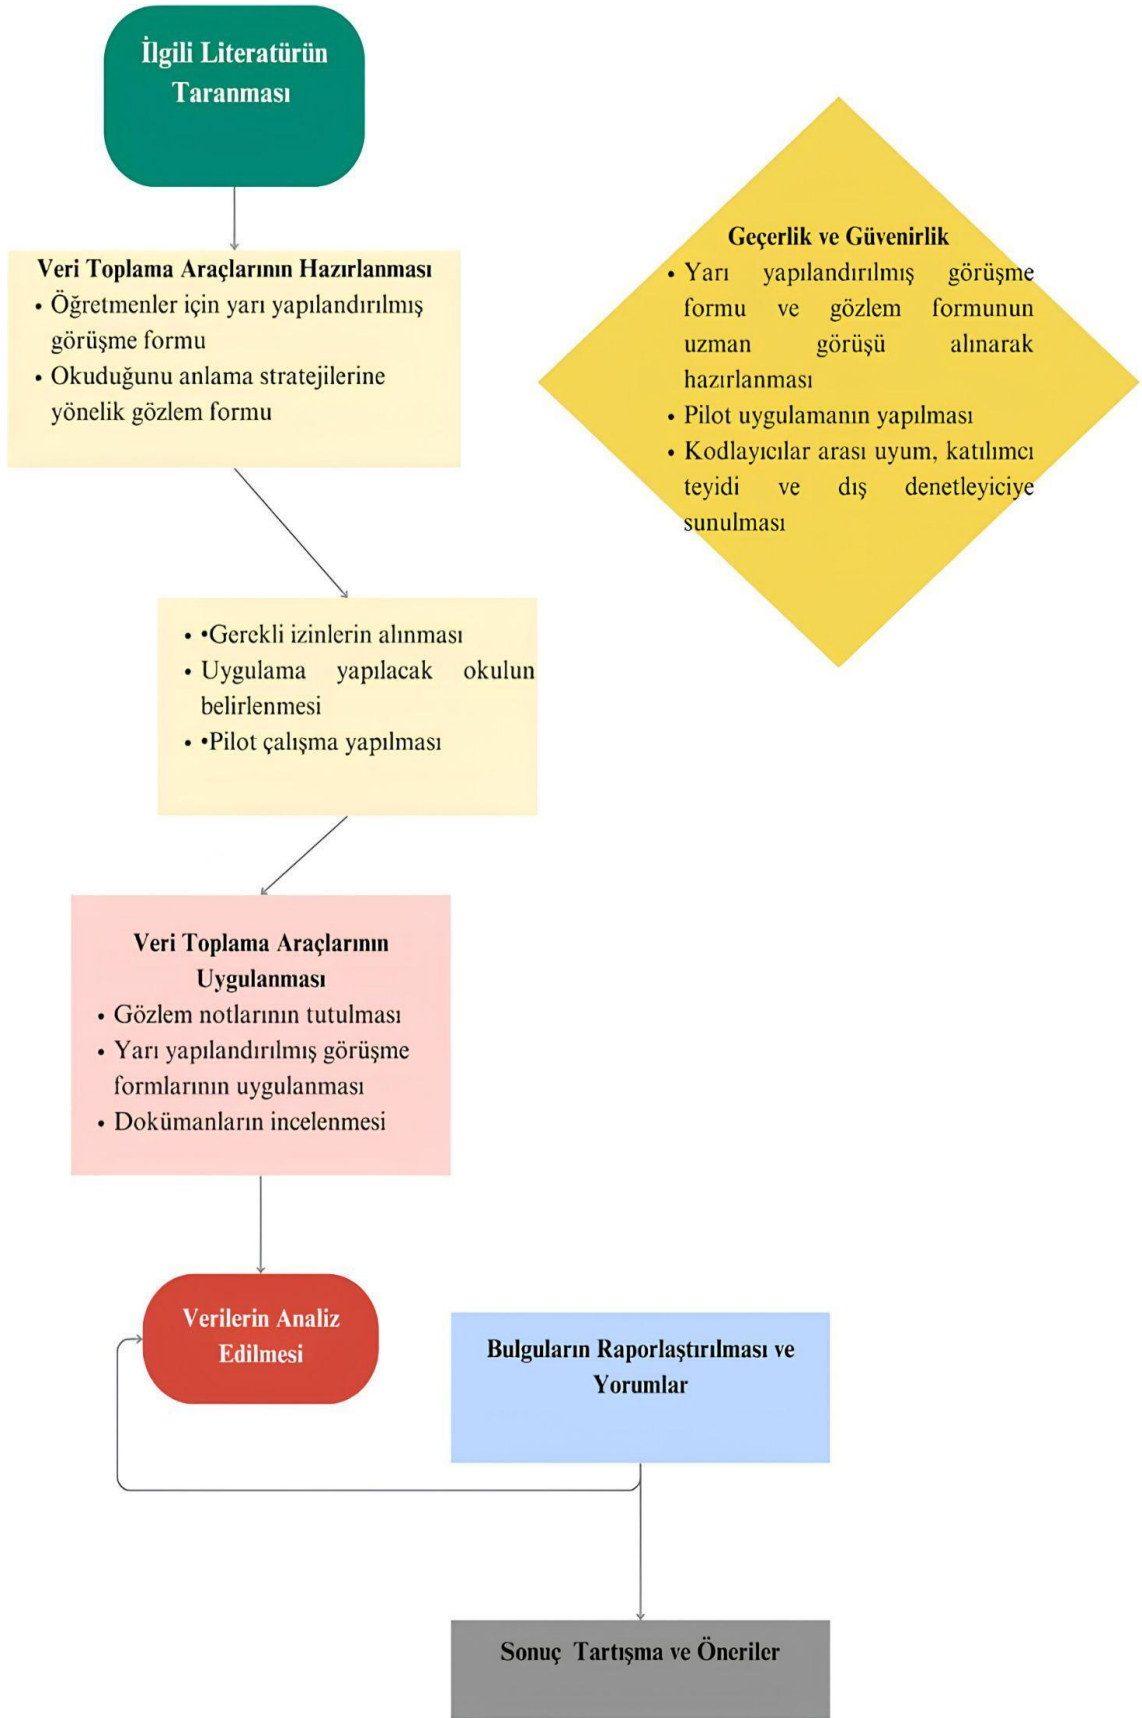 İlgili Literatürün
Taranması
Veri Toplama Araçlarının Hazırlanması
• Öğretmenler için yarı yapılandırılmış
görüşme formu
• Okuduğunu anlama stratejilerine
yönelik gözlem formu
Geçerlik ve Güvenirlik
• Yarı yapılandırılmış görüşme
formu ve gözlem formunun
uzman görüşü alınarak
hazırlanması
• Pilot uygulamanın yapılması
• Kodlayıcılar arası uyum, katılımcı
teyidi ve dış denetleyiciye
sunulması
• •Gerekli izinlerin alınması
• Uygulama yapılacak okulun
belirlenmesi
• •Pilot çalışma yapılması
Veri Toplama Araçlarının
Uygulanması
• Gözlem notlarının tutulması
• Yarı yapılandırılmış görüşme
formlarının uygulanması
• Dokümanların incelenmesi
Verilerin Analiz
Edilmesi
Bulguların Raporlaştırılması ve
Yorumlar
Sonuç Tartışma ve Öneriler